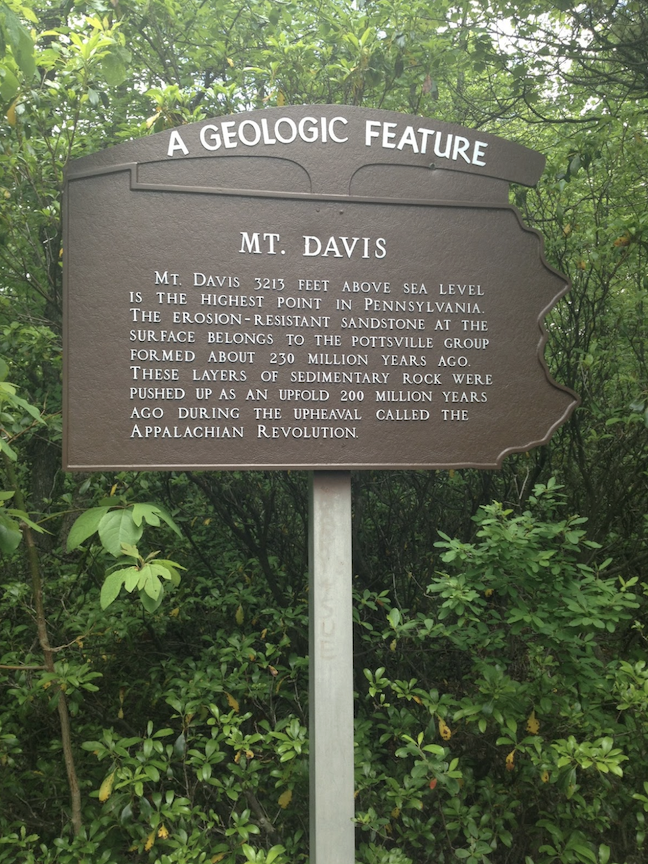 A GEOLOGIC FEATURE
MT. DAVIS
MT. DAVIS 3213 FEET ABOVE SEA LEVEL
IS THE HIGHEST POINT IN PENNSYLVANIA.
THE EROSION-RESISTANT SANDSTONE AT THE
SURFACE BELONGS TO THE POTTSVILLE GROUP
FORMED ABOUT 230 MILLION YEARS AGO.
THESE LAYERS OF SEDIMENTARY ROCK WERE
PUSHED UP AS AN UPFOLD 200 MILLION YEARS
AGO DURING THE UPHEAVAL CALLED THE
APPALACHIAN REVOLUTION.